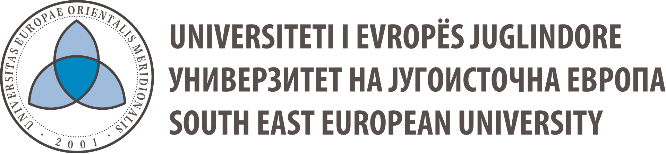 UNIVERSITAS EUROPAE ORIENTALIS MERIDIONALIS
· 2001 ·
UNIVERSITETI I EVROPËS JUGLINDORE
УНИВЕРЗИТЕТ НА ЈУГОИСТОЧНА ЕВРОПА
SOUTH EAST EUROPEAN UNIVERSITY